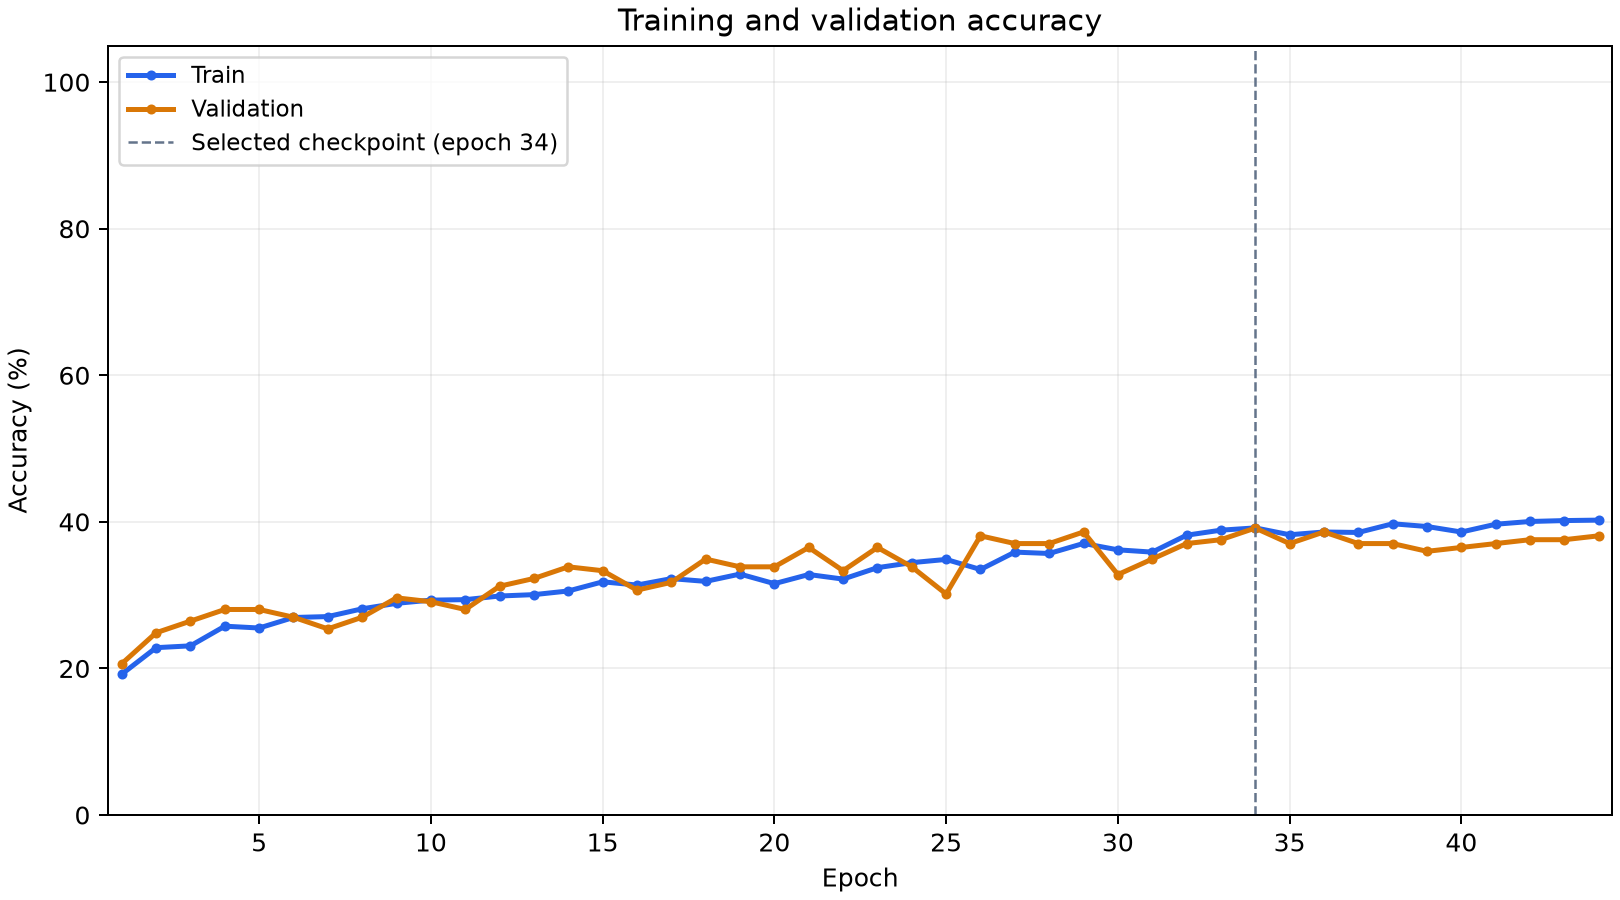 Training and validation accuracy
Train
Validation
Selected checkpoint (epoch 34)
100
80
60
40
20
0
Accuracy (%)
5 10 15 20 25 30 35 40
Epoch